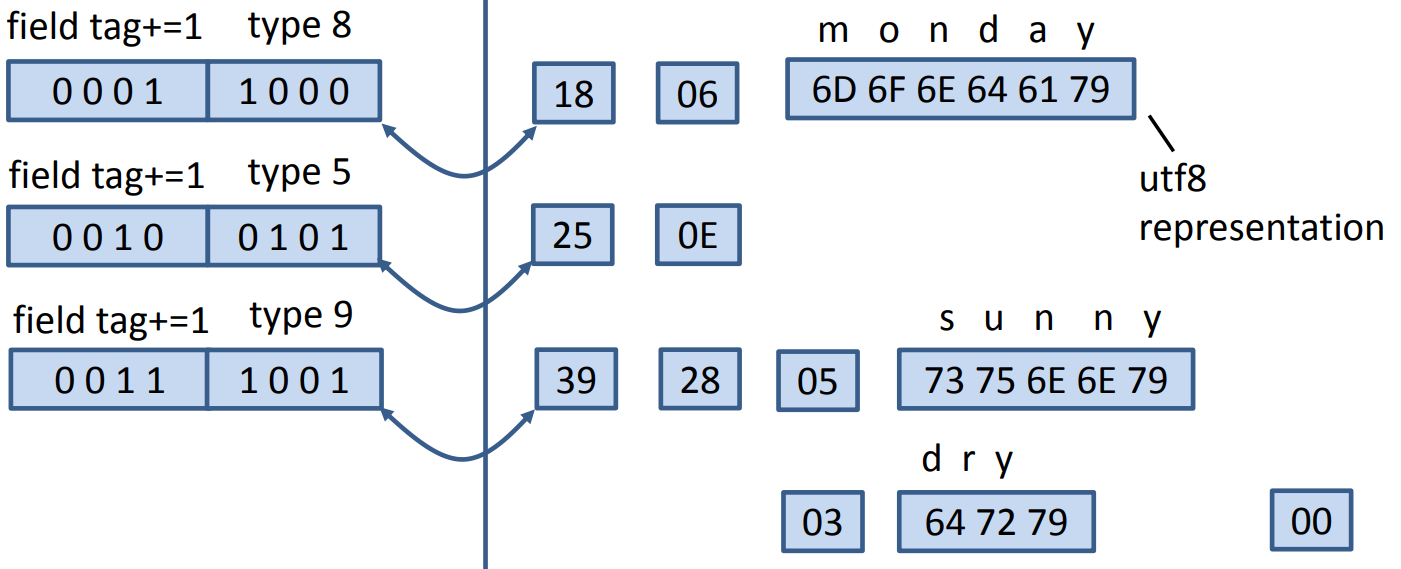 field tag+=1 type 8 m o n d a y
0 0 0 1 1 0 0 0 18 06 6D 6F 6E 64 61 79
field tag+=1 type 5 utf8
representation
0 0 1 0 0 1 0 1 25 0E
field tag+=1 type 9 s u n n y
0 0 1 1 1 0 0 1 39 28 05 73 75 6E 6E 79
d r y
03 64 72 79 00